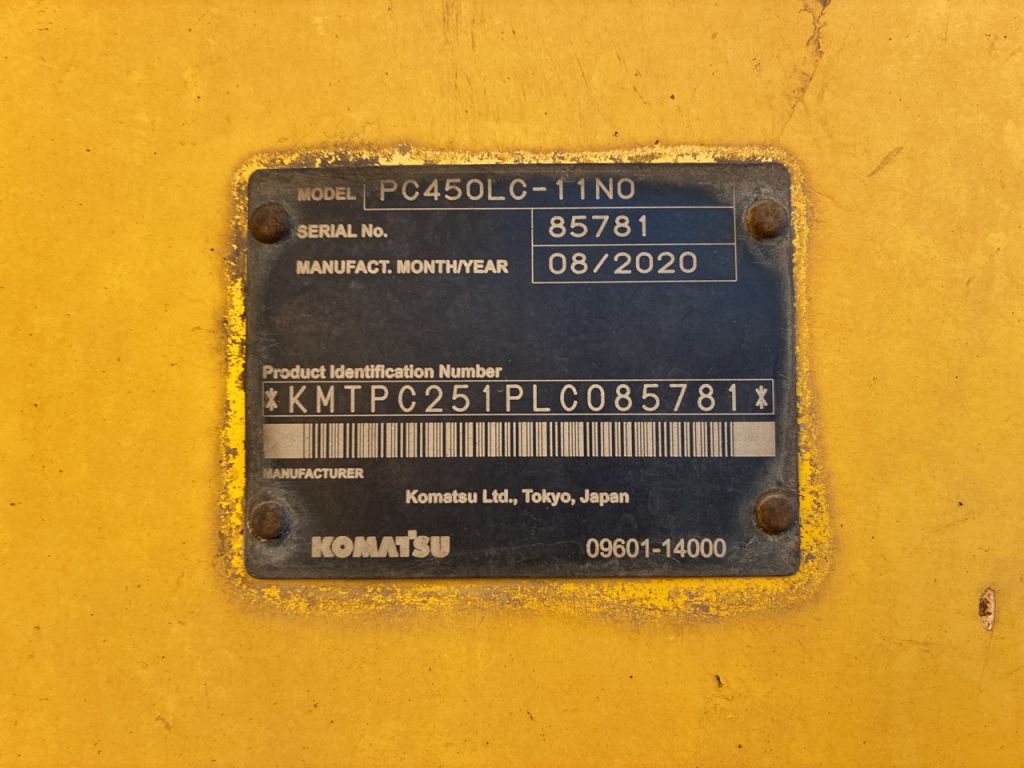 MODEL PC450LC-11N0
SERIAL No. 85781
MANUFACT. MONTH/YEAR 08/2020
Product Identification Number
*KMTPC251PLC085781*
MANUFACTURER
Komatsu Ltd., Tokyo, Japan
KOMATSU 09601-14000